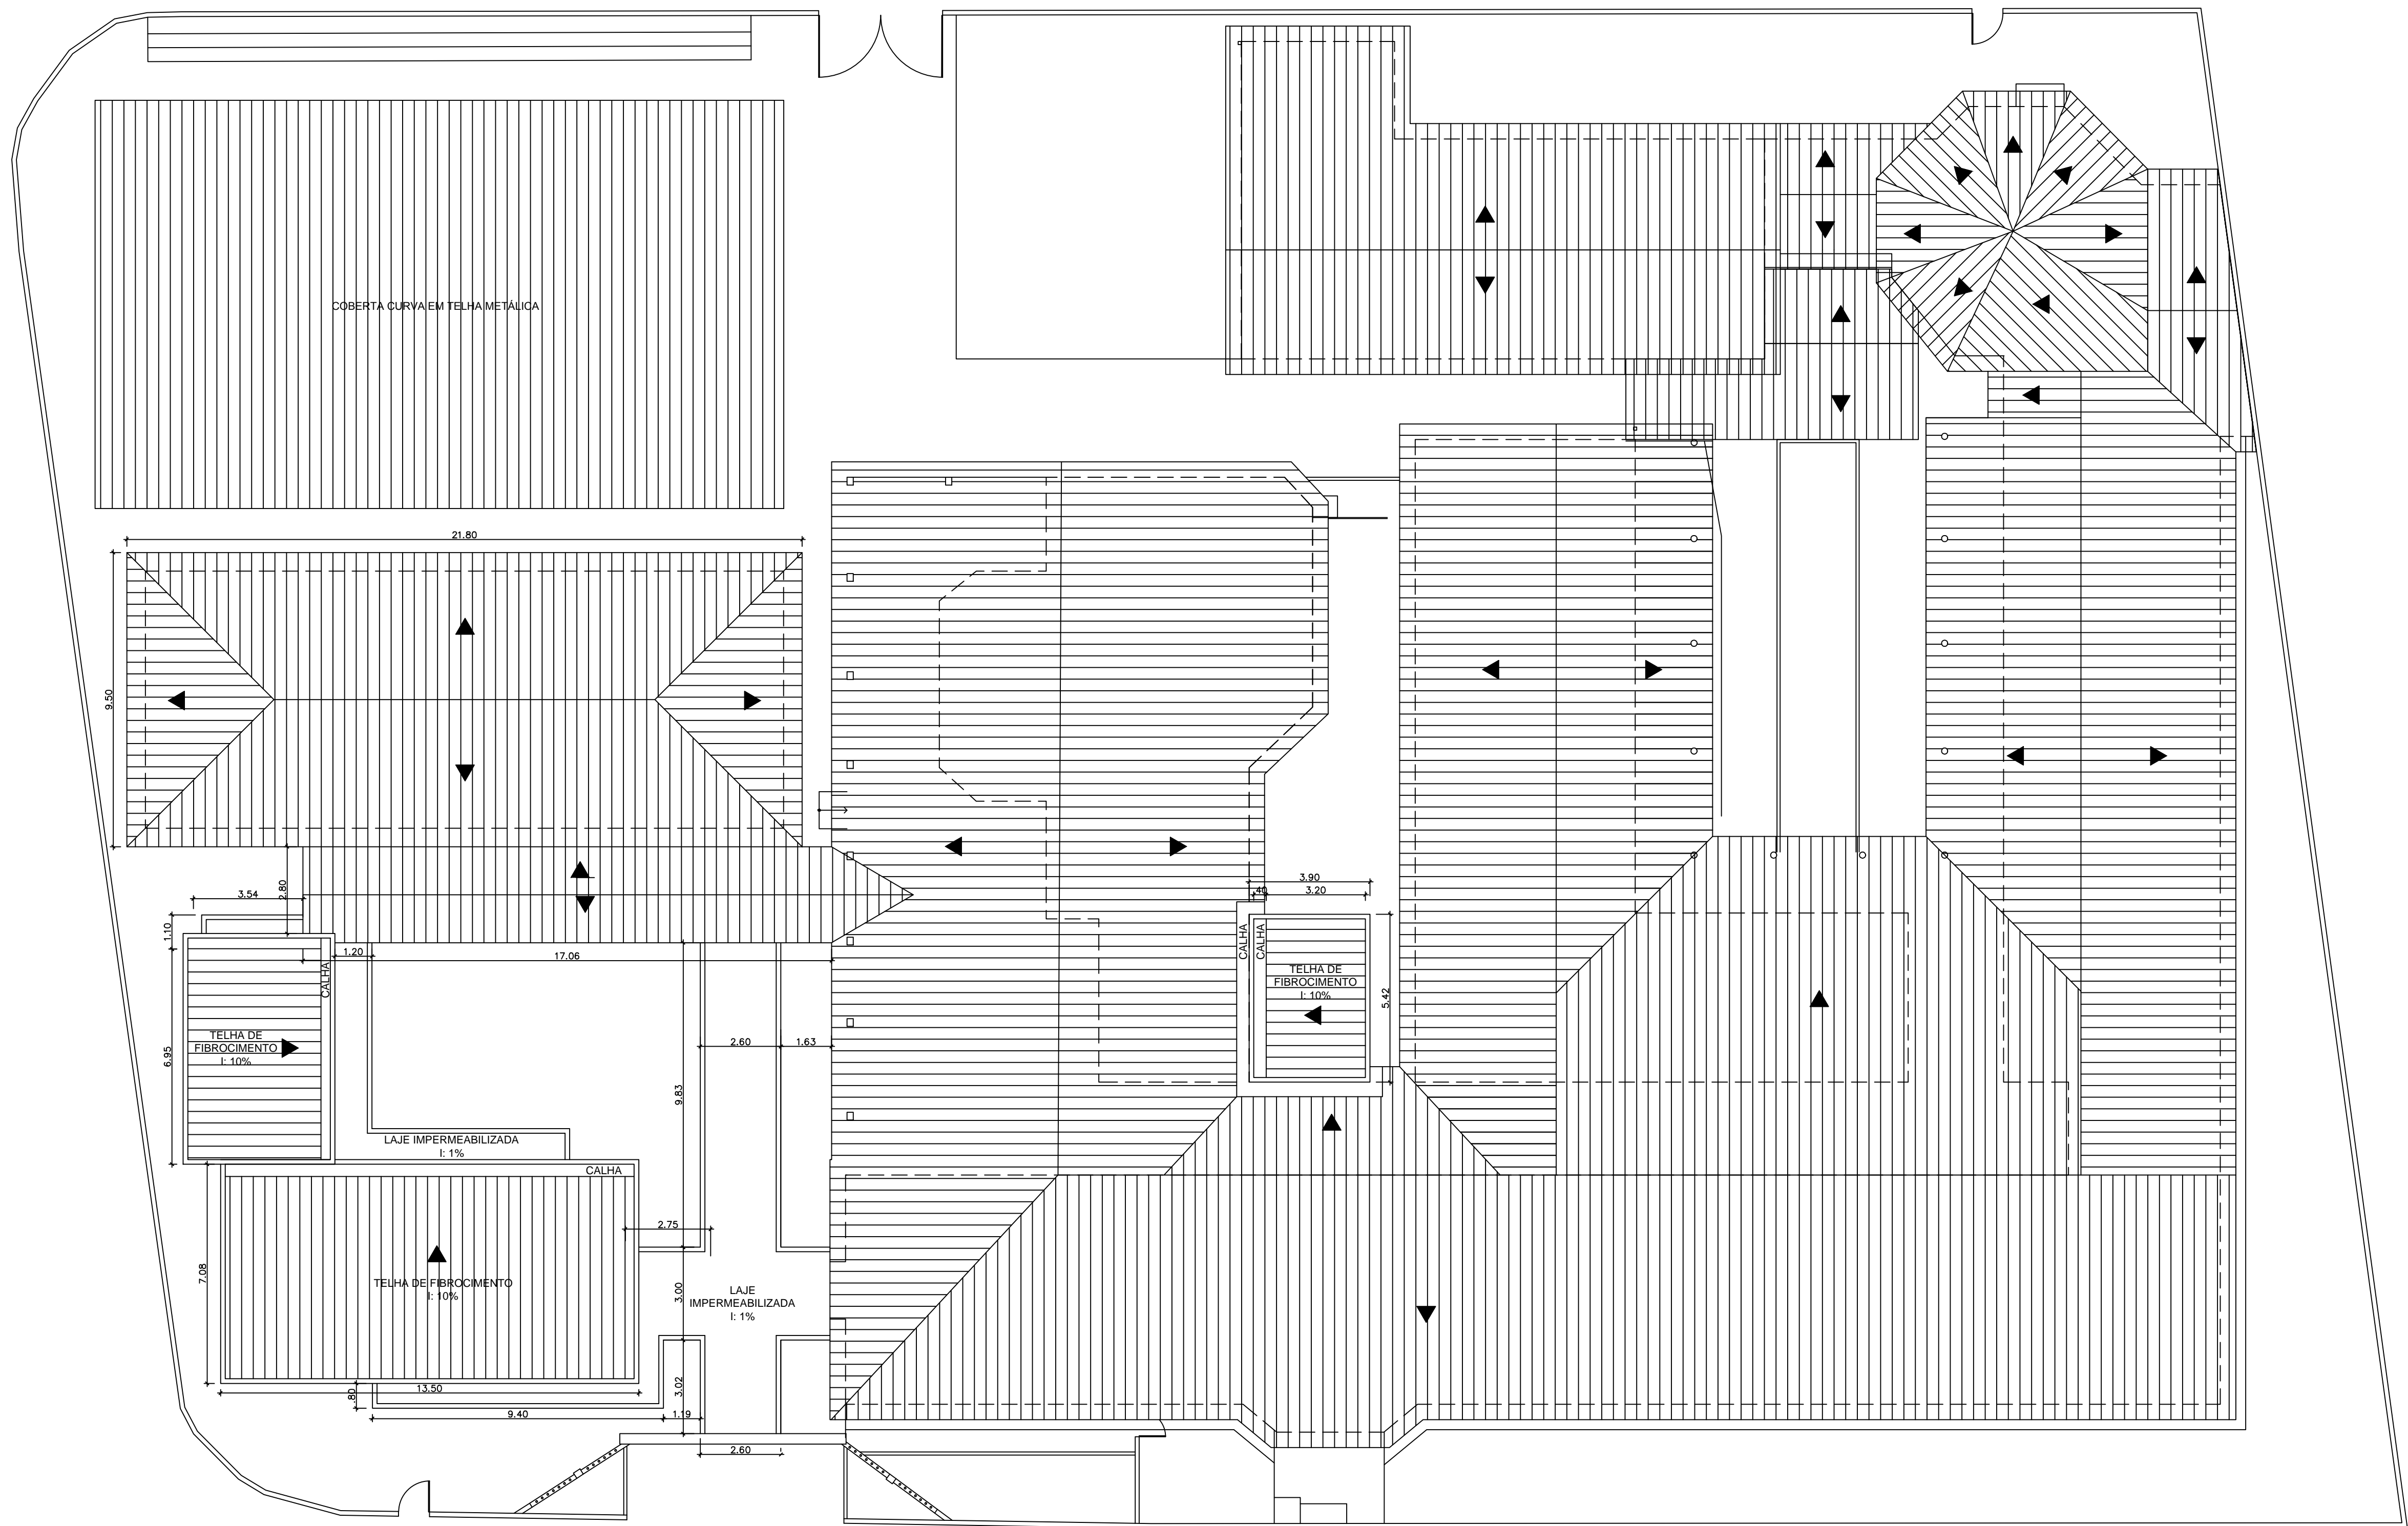 COBERTA CURVA EM TELHA METÁLICA
21.80
9.50
2.80
3.54
1.10
1.20
17.06
CALHA
TELHA DE
FIBROCIMENTO
I: 10%
6.95
3.90
.40
3.20
CALHA
CALHA
TELHA DE
FIBROCIMENTO
I: 10%
5.42
2.60
1.63
9.83
LAJE IMPERMEABILIZADA
I: 1%
CALHA
2.75
7.08
TELHA DE FIBROCIMENTO
I: 10%
3.00
LAJE
IMPERMEABILIZADA
I: 1%
13.50
.80
3.02
9.40
1.19
2.60